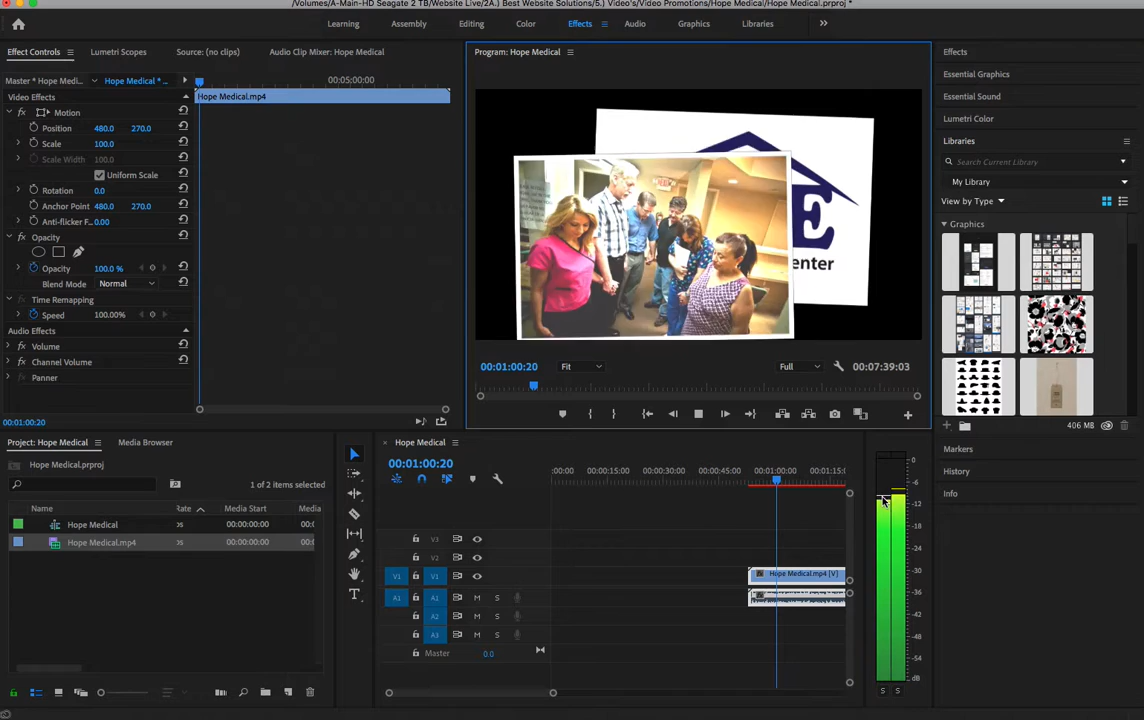 /Volumes/A-Main-HD Seagate 2 TB/Website Live/2A.) Best Website Solutions/5.) Video's/Video Promotions/Hope Medical/Hope Medical.prproj *
Learning Assembly Editing Color Effects Audio Graphics Libraries
Effect Controls Lumetri Scopes Source: (no clips) Audio Clip Mixer: Hope Medical
Master * Hope Medi... Hope Medical * ... 00;05;00;00
Video Effects Hope Medical.mp4
fx Motion
Position 480.0 270.0
Scale 100.0
Scale Width 100.0
Uniform Scale
Rotation 0.0
Anchor Point 480.0 270.0
Anti-flicker F... 0.00
fx Opacity
Opacity 100.0 %
Blend Mode Normal
Time Remapping
Speed 100.00%
Audio Effects
fx Volume
fx Channel Volume
Panner
00;01;00;20
Program: Hope Medical
EXIT
E
enter
00;01;00;20 Fit Full 00;07;39;03
Effects
Essential Graphics
Essential Sound
Lumetri Color
Libraries
Search Current Library
My Library
View by Type
Graphics
406 MB
Markers
History
Info
Project: Hope Medical Media Browser
Hope Medical.prproj
1 of 2 items selected
Name Media Start Media
Hope Medical 00;00;00;00
Hope Medical.mp4 00;00;00;00
Hope Medical
00;01;00;20
:00;00 00;00;15;00 00;00;30;00 00;00;45;00 00;01;00;00 00;01;15;
V3
V2
V1 V1 Hope Medical.mp4 [V]
A1 A1 M S
A2 M S
A3 M S
Master 0.0
0
-6
-12
-18
-24
-30
-36
-42
-48
-54
dB
S S